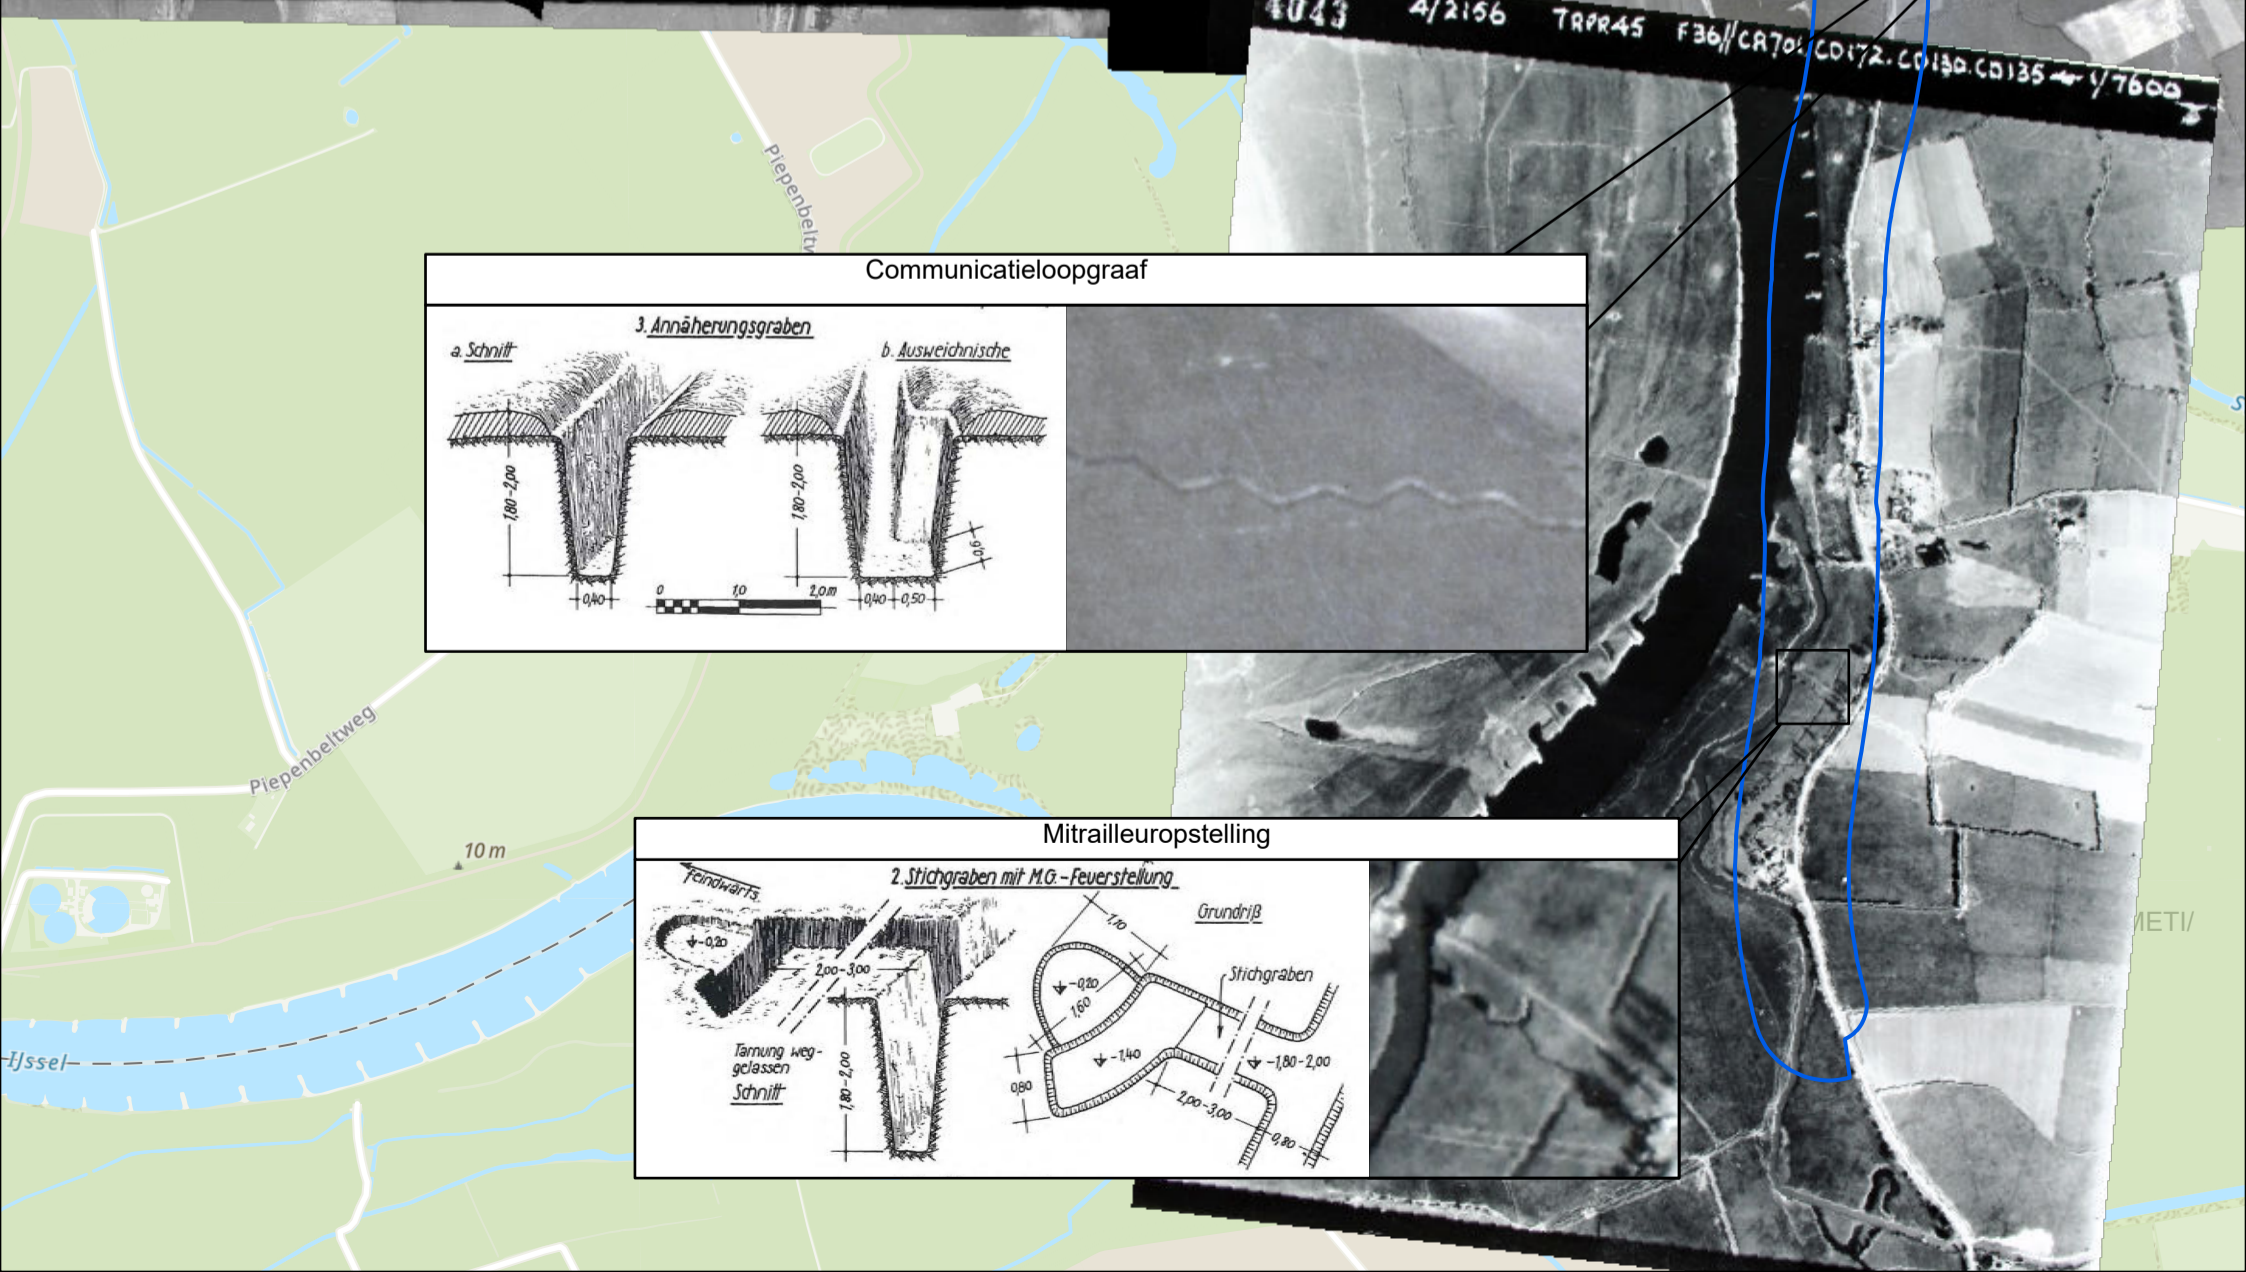 4043 4/2156 TRPR45 F36//CR70. CD172. CD130. CD135 1/7600
Piepenbeltw
Communicatieloopgraaf
3. Annäherungsgraben
a. Schnitt
b. Ausweichnische
1,80-2,00
1,80-2,00
0,6
0 1,0 2,0m
0,40
0,40 0,50
Piepenbeltweg
10 m
IJssel
S
METI/
Mitrailleuropstelling
2. Stichgraben mit M.G.-Feuerstellung
feindwärts
-0,20
2,00-3,00
Tarnung weg-
gelassen
Schnitt
1,80-2,00
Grundriß
1,10
-0,20
1,60
Stichgraben
-1,40
-1,80-2,00
0,80
2,00-3,00
0,80